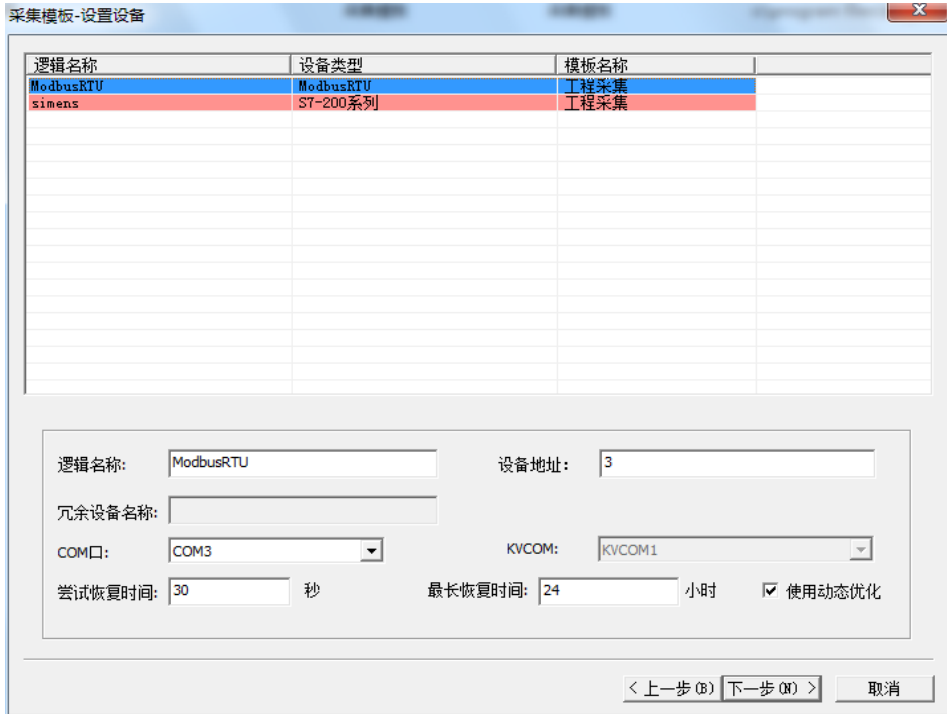 采集模板-设置设备
逻辑名称 设备类型 模板名称
ModbusRTU ModbusRTU 工程采集
simens S7-200系列 工程采集
逻辑名称: ModbusRTU 设备地址: 3
冗余设备名称:
COM口: COM3 KVCOM: KVCOM1
尝试恢复时间: 30 秒 最长恢复时间: 24 小时 使用动态优化
< 上一步(B) 下一步(N) > 取消